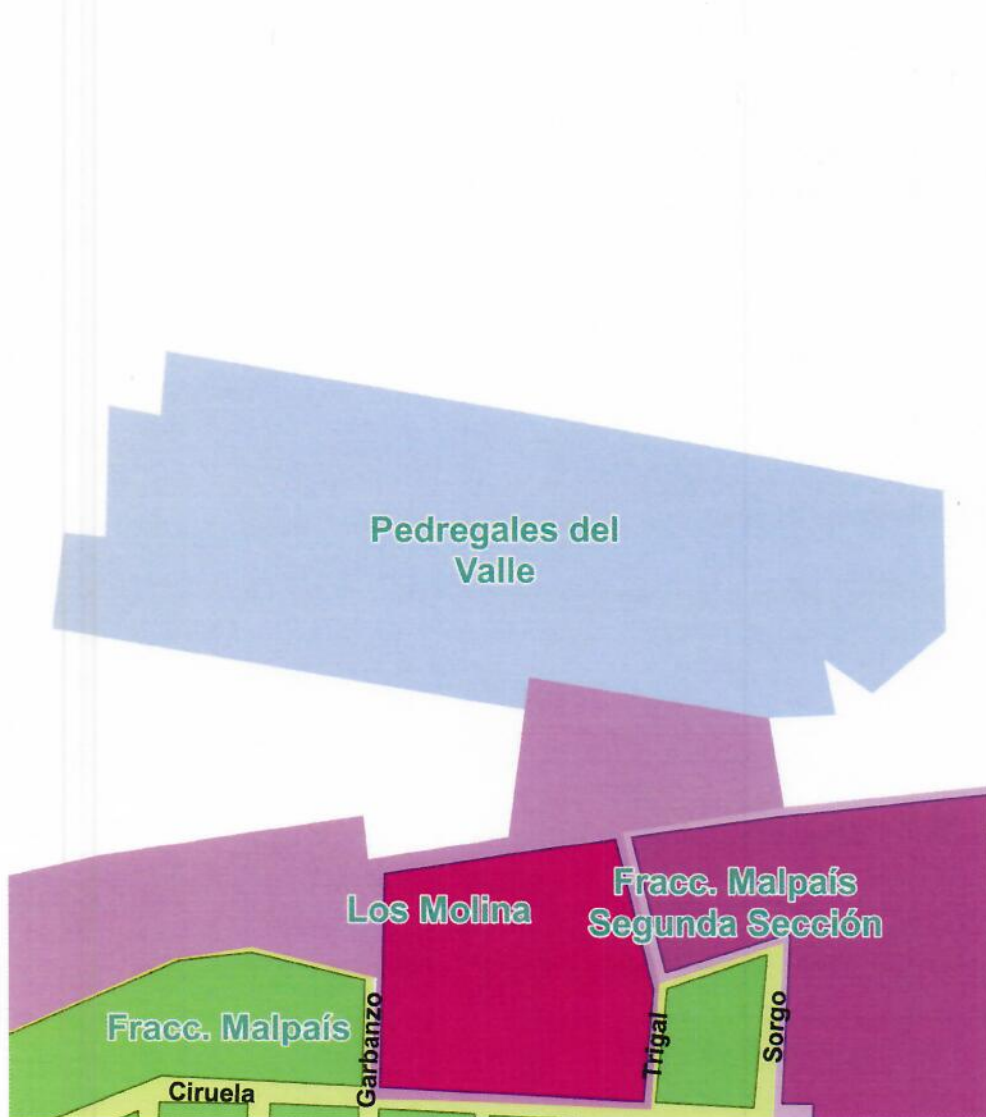 Pedregales del
Valle
Los Molina
Fracc. Malpaís
Segunda Sección
Fracc. Malpaís
Garbanzo
Trigal
Sorgo
Ciruela